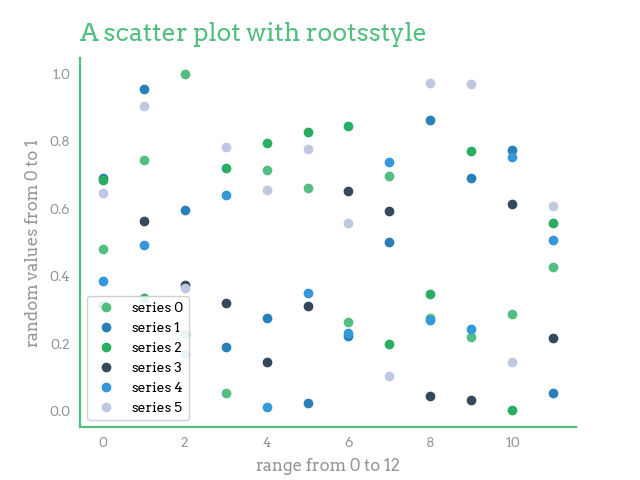 A scatter plot with rootsstyle
1.0
0.8
0.6
0.4
0.2
0.0
random values from 0 to 1
series 0
series 1
series 2
series 3
series 4
series 5
0 2 4 6 8 10
range from 0 to 12